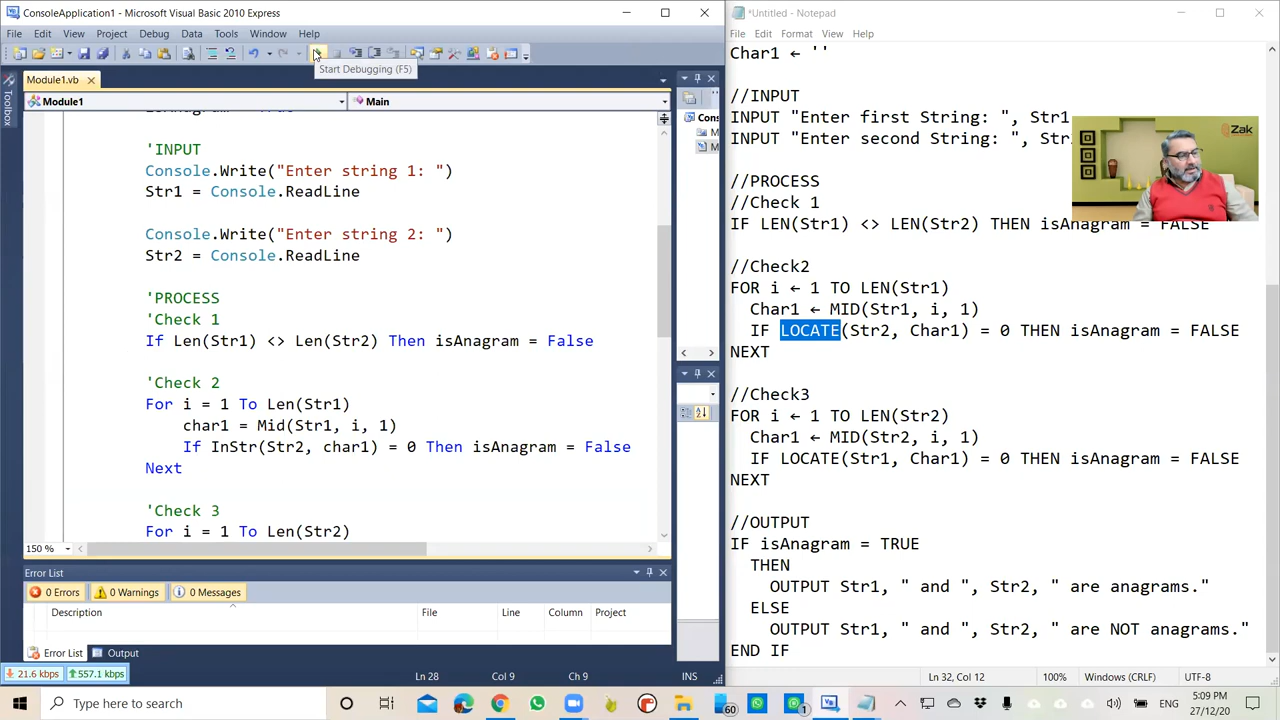 ConsoleApplication1 - Microsoft Visual Basic 2010 Express
File Edit View Project Debug Data Tools Window Help
Start Debugging (F5)
Toolbox
Module1.vb
Module1
Main
'INPUT
Console.Write("Enter string 1: ")
Str1 = Console.ReadLine
Console.Write("Enter string 2: ")
Str2 = Console.ReadLine
'PROCESS
'Check 1
If Len(Str1) <> Len(Str2) Then isAnagram = False
'Check 2
For i = 1 To Len(Str1)
char1 = Mid(Str1, i, 1)
If InStr(Str2, char1) = 0 Then isAnagram = False
Next
'Check 3
For i = 1 To Len(Str2)
150 %
Cons
M
M
Error List
0 Errors
0 Warnings
0 Messages
Description File Line Column Project
Error List Output
21.6 kbps 557.1 kbps
Ln 28 Col 9 Ch 9 INS
*Untitled - Notepad
File Edit Format View Help
Char1 ← ''
//INPUT
INPUT "Enter first String: ", Str1
INPUT "Enter second String: ", Str
Zak
//PROCESS
//Check 1
IF LEN(Str1) <> LEN(Str2) THEN isAnagram = FALSE
//Check2
FOR i ← 1 TO LEN(Str1)
Char1 ← MID(Str1, i, 1)
IF LOCATE(Str2, Char1) = 0 THEN isAnagram = FALSE
NEXT
//Check3
FOR i ← 1 TO LEN(Str2)
Char1 ← MID(Str2, i, 1)
IF LOCATE(Str1, Char1) = 0 THEN isAnagram = FALSE
NEXT
//OUTPUT
IF isAnagram = TRUE
THEN
OUTPUT Str1, " and ", Str2, " are anagrams."
ELSE
OUTPUT Str1, " and ", Str2, " are NOT anagrams."
END IF
Ln 32, Col 12 100% Windows (CRLF) UTF-8
Type here to search
60
1
ENG
5:09 PM
27/12/20